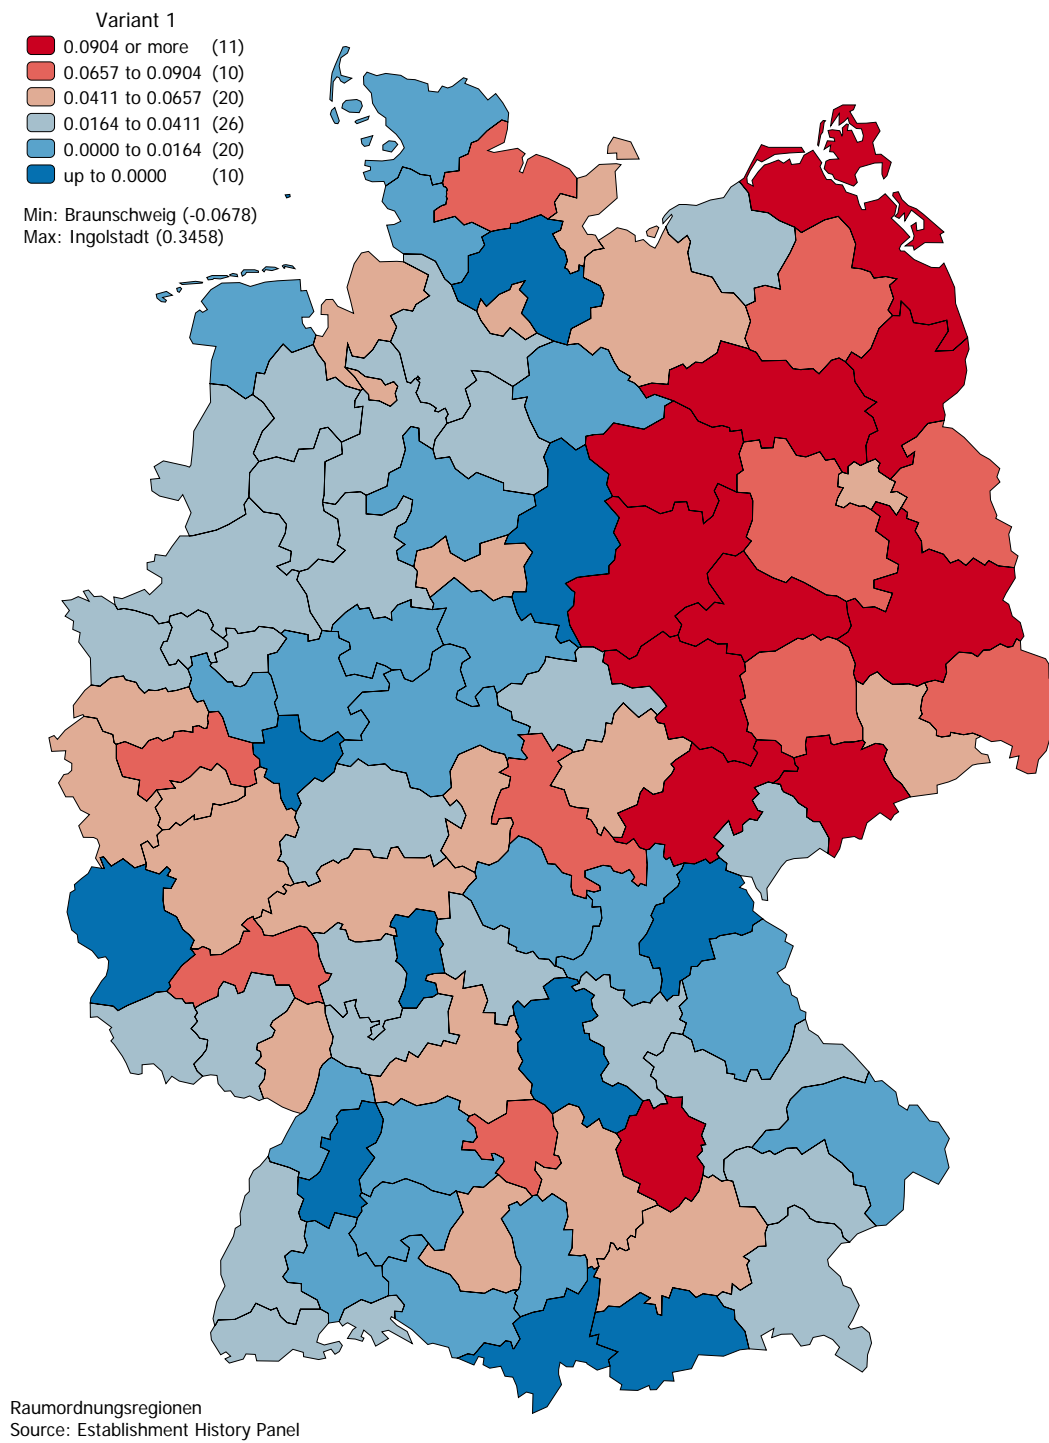 Variant 1
0.0904 or more (11)
0.0657 to 0.0904 (10)
0.0411 to 0.0657 (20)
0.0164 to 0.0411 (26)
0.0000 to 0.0164 (20)
up to 0.0000 (10)
Min: Braunschweig (-0.0678)
Max: Ingolstadt (0.3458)
Raumordnungsregionen
Source: Establishment History Panel